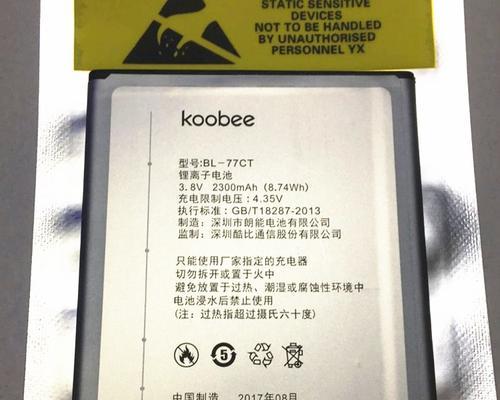 STATIC SENSITIVE
DEVICES
NOT TO BE HANDLED
BY UNAUTHORISED
PERSONNEL YX
koobee
型号:BL-77CT
锂离子电池
3.8V 2300mAh (8.74Wh)
充电限制电压:4.35V
执行标准: GB/T18287-2013
制造: 深圳市朗能电池有限公司
监制: 深圳酷比通信股份有限公司
只能使用厂家指定的充电器
切勿拆开或置于火中
避免放置于过热、潮湿或腐蚀性环境中
电池浸水后禁止使用
(注: 过热指超过摄氏六十度)
5
中国制造 2017年08月